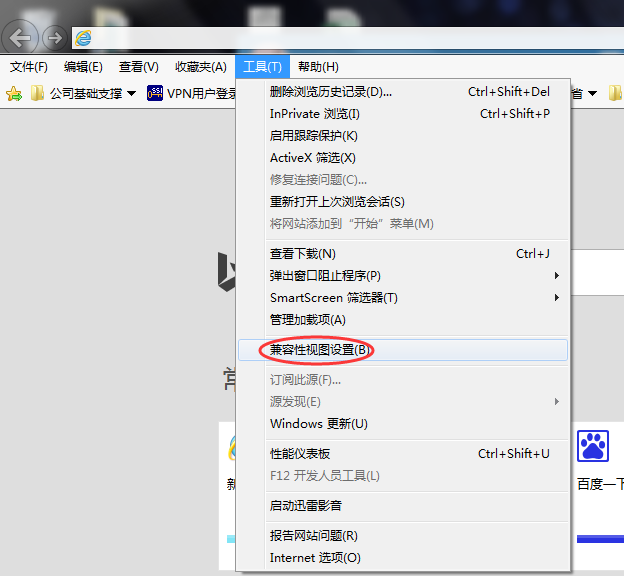 文件(F) 编辑(E) 查看(V) 收藏夹(A) 工具(T) 帮助(H)
公司基础支撑 VPN用户登录 省
删除浏览历史记录(D)... Ctrl+Shift+Del
InPrivate 浏览(I) Ctrl+Shift+P
启用跟踪保护(K)
ActiveX 筛选(X)
修复连接问题(C)...
重新打开上次浏览会话(S)
将网站添加到“开始”菜单(M)
查看下载(N) Ctrl+J
弹出窗口阻止程序(P)
SmartScreen 筛选器(T)
管理加载项(A)
兼容性视图设置(B)
常
订阅此源(F)...
源发现(E)
Windows 更新(U)
性能仪表板 Ctrl+Shift+U
F12 开发人员工具(L)
新
百度一下
启动迅雷影音
报告网站问题(R)
Internet 选项(O)